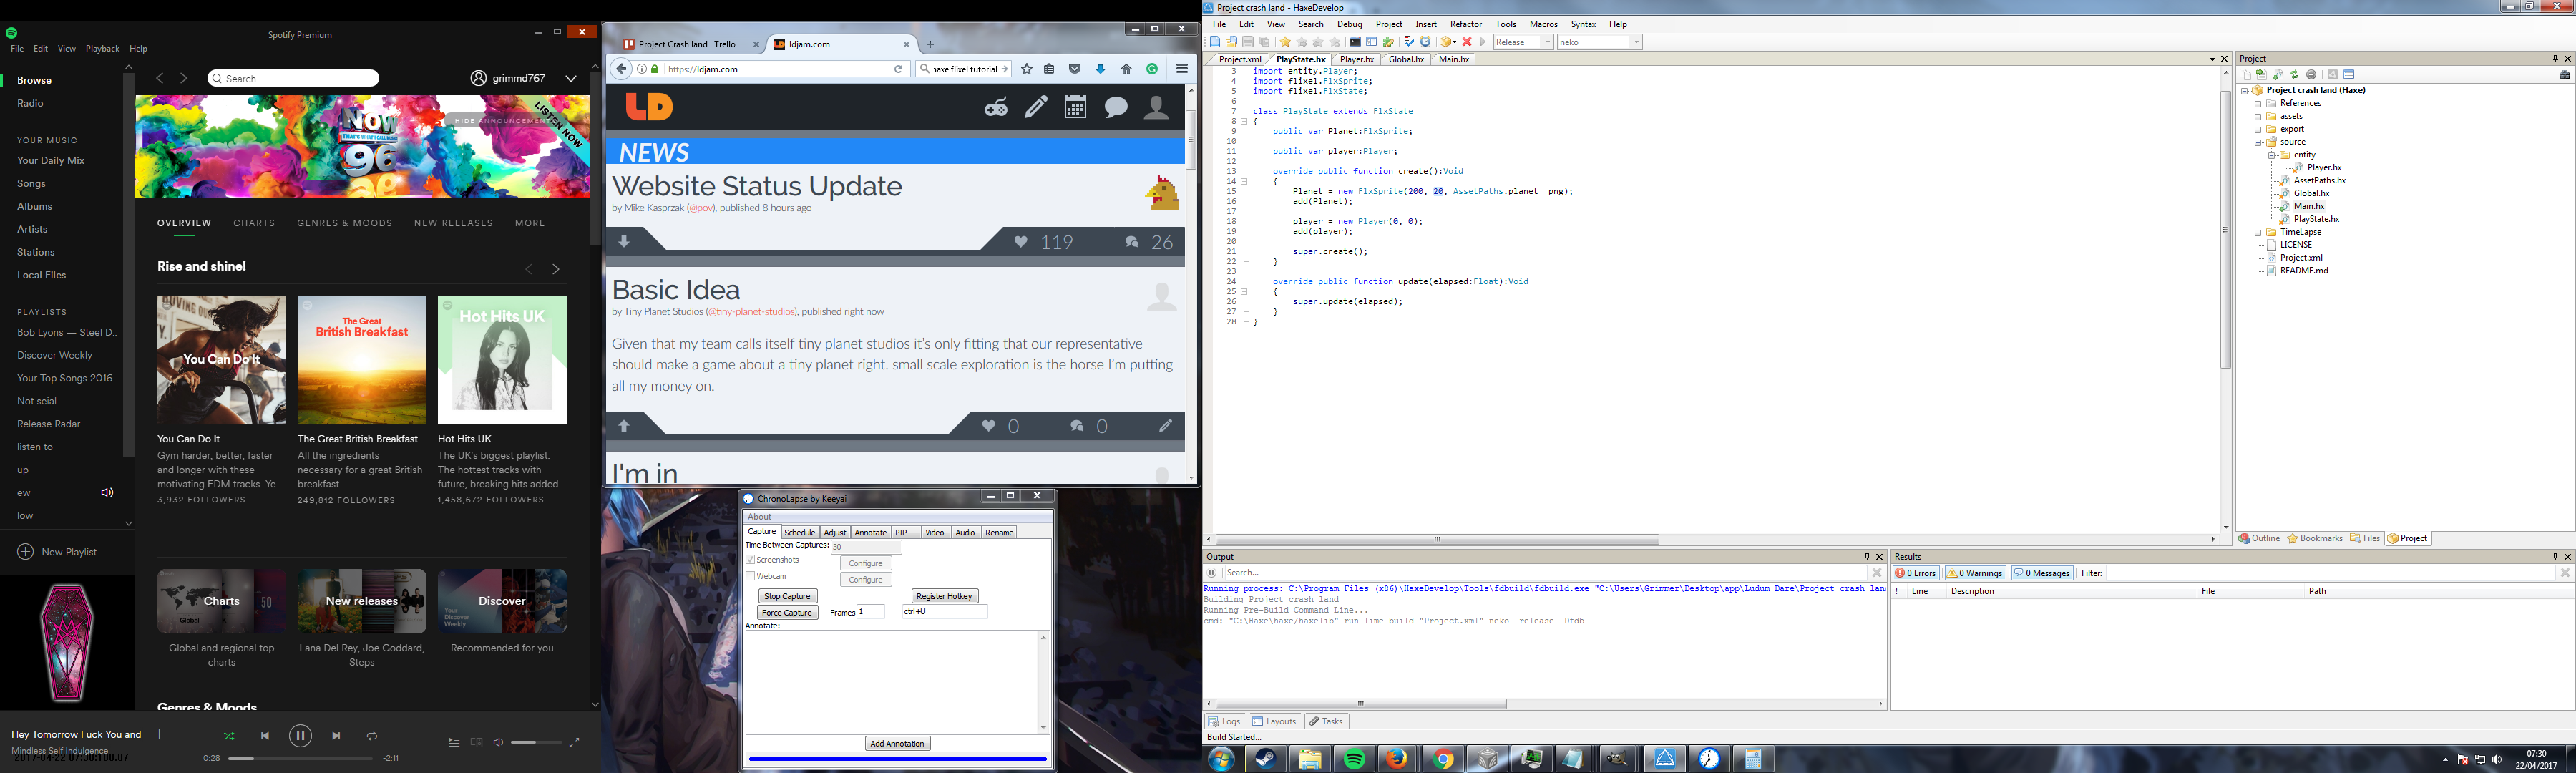 Spotify Premium
File Edit View Playback Help
Browse
Radio
YOUR MUSIC
Your Daily Mix
Songs
Albums
Artists
Stations
Local Files
PLAYLISTS
Bob Lyons — Steel D..
Discover Weekly
Your Top Songs 2016
Not seial
Release Radar
listen to
up
ew
low
New Playlist
Search
grimmd767
NOW
THAT'S WHAT I CALL MUSIC
96
HIDE ANNOUNCEMENTS
LISTEN NOW
OVERVIEW CHARTS GENRES & MOODS NEW RELEASES MORE
Rise and shine!
You Can Do It
The Great
British Breakfast
Hot Hits UK
You Can Do It
Gym harder, better, faster
and longer with these
motivating EDM tracks. Ye...
3,932 FOLLOWERS
The Great British Breakfast
All the ingredients
necessary for a great British
breakfast.
249,812 FOLLOWERS
Hot Hits UK
The UK's biggest playlist.
The hottest tracks with
future, breaking hits added...
1,458,672 FOLLOWERS
Charts
New releases
Discover
Global and regional top
charts
Lana Del Rey, Joe Goddard,
Steps
Recommended for you
Genres & Moods
Hey Tomorrow Fuck You and
Mindless Self Indulgence
2017-04-22 07:30:180.07
0:28
-2:11
Project Crash land | Trello
ldjam.com
https://ldjam.com
haxe flixel tutorial
LD
NEWS
Website Status Update
by Mike Kasprzak (@pov), published 8 hours ago
119
26
Basic Idea
by Tiny Planet Studios (@tiny-planet-studios), published right now
Given that my team calls itself tiny planet studios it's only fitting that our representative
should make a game about a tiny planet right. small scale exploration is the horse I'm putting
all my money on.
0
0
I'm in
ChronoLapse by Keeyai
About
Capture Schedule Adjust Annotate PIP Video Audio Rename
Time Between Captures: 30
Screenshots Configure
Webcam Configure
Stop Capture Register Hotkey
Force Capture Frames 1 ctrl+U
Annotate:
Add Annotation
Project crash land - HaxeDevelop
File Edit View Search Debug Project Insert Refactor Tools Macros Syntax Help
Release neko
Project.xml PlayState.hx Player.hx Global.hx Main.hx
3 import entity.Player;
4 import flixel.FlxSprite;
5 import flixel.FlxState;
6
7 class PlayState extends FlxState
8 {
9 public var Planet:FlxSprite;
10
11 public var player:Player;
12
13 override public function create():Void
14 {
15 Planet = new FlxSprite(200, 20, AssetPaths.planet__png);
16 add(Planet);
17
18 player = new Player(0, 0);
19 add(player);
20
21 super.create();
22 }
23
24 override public function update(elapsed:Float):Void
25 {
26 super.update(elapsed);
27 }
28 }
Project
Project crash land (Haxe)
References
assets
export
source
entity
Player.hx
AssetPaths.hx
Global.hx
Main.hx
PlayState.hx
TimeLapse
LICENSE
Project.xml
README.md
Outline Bookmarks Files Project
Output
Search...
Running process: C:\Program Files (x86)\HaxeDevelop\Tools\fdbuild\fdbuild.exe "C:\Users\Grimmer\Desktop\app\Ludum Dare\Project crash lan
Building Project crash land
Running Pre-Build Command Line...
cmd: "C:\Haxe\haxe/haxelib" run lime build "Project.xml" neko -release -Dfdb
Results
0 Errors 0 Warnings 0 Messages Filter:
! Line Description File Path
Logs Layouts Tasks
Build Started...
07:30
22/04/2017